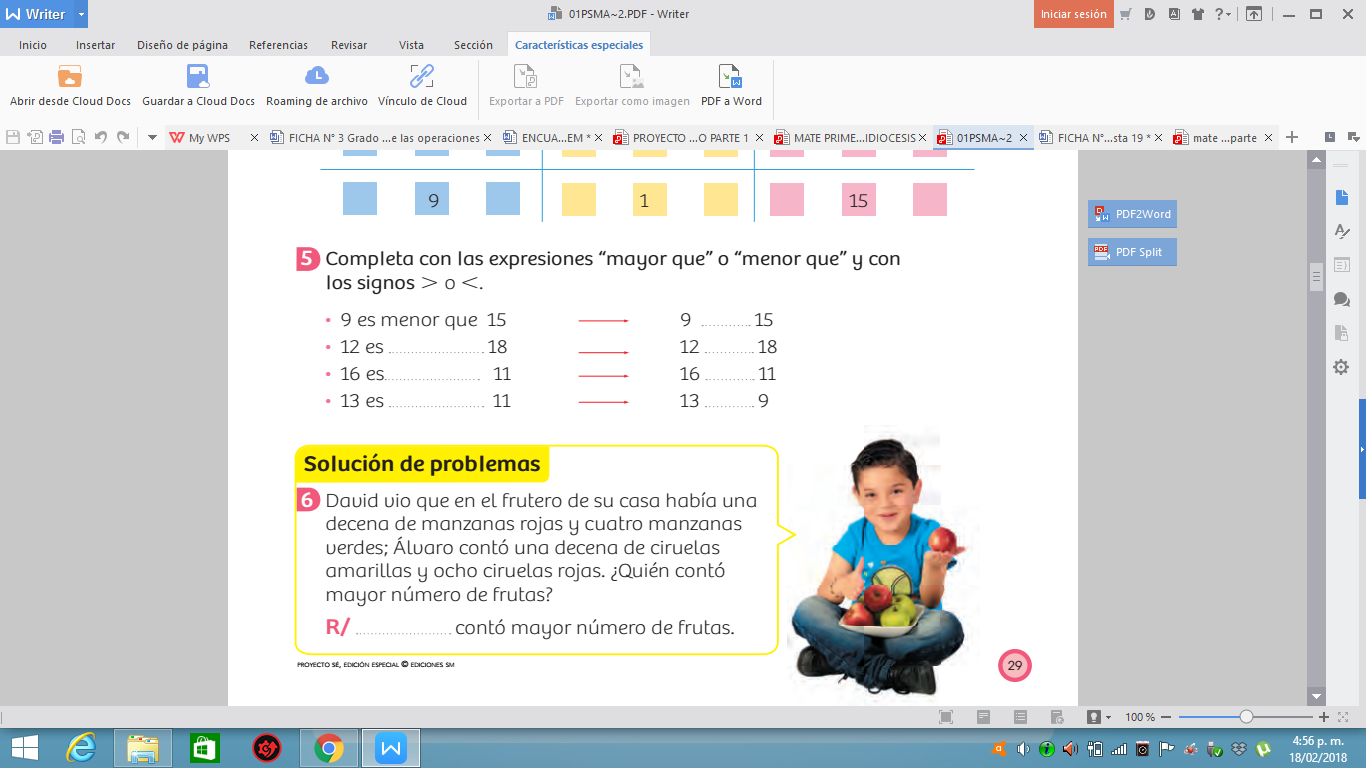 Writer
01PSMA~2.PDF - Writer
Iniciar sesión
Inicio Insertar Diseño de página Referencias Revisar Vista Sección Características especiales
Abrir desde Cloud Docs Guardar a Cloud Docs Roaming de archivo Vínculo de Cloud Exportar a PDF Exportar como imagen PDF a Word
My WPS FICHA N° 3 Grado ...e las operaciones ENCUA...EM * PROYECTO ...O PARTE 1 MATE PRIME...IDIOCESIS 01PSMA~2 FICHA N°...sta 19 * mate ...parte
9 1 15
PDF2Word
PDF Split
5 Completa con las expresiones “mayor que” o “menor que” y con
los signos > o <.
• 9 es menor que 15 9 ............ 15
• 12 es ........................ 18 12 ............ 18
• 16 es........................ 11 16 ............ 11
• 13 es ........................ 11 13 ............ 9
Solución de problemas
6 David vio que en el frutero de su casa había una
decena de manzanas rojas y cuatro manzanas
verdes; Álvaro contó una decena de ciruelas
amarillas y ocho ciruelas rojas. ¿Quién contó
mayor número de frutas?
R/ ........................ contó mayor número de frutas.
PROYECTO SÉ, EDICIÓN ESPECIAL © EDICIONES SM
29
100 %
4:56 p. m.
18/02/2018